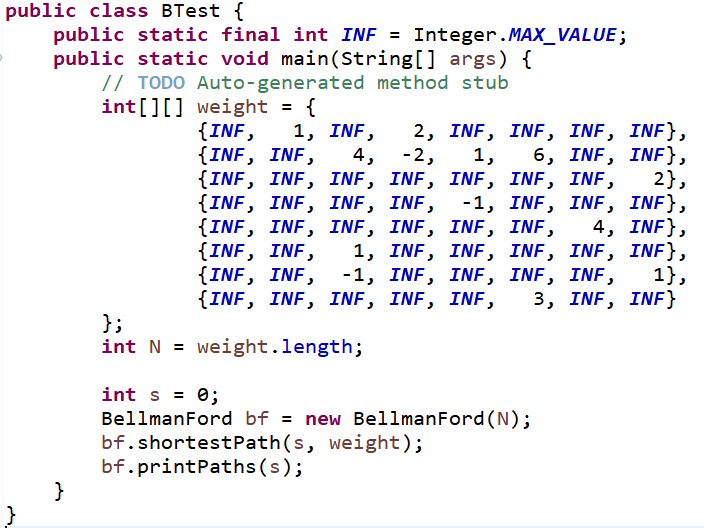 public class BTest {
    public static final int INF = Integer.MAX_VALUE;
    public static void main(String[] args) {
        // TODO Auto-generated method stub
        int[][] weight = {
                {INF,   1, INF,   2, INF, INF, INF, INF},
                {INF, INF,   4,  -2,   1,   6, INF, INF},
                {INF, INF, INF, INF, INF, INF, INF,   2},
                {INF, INF, INF, INF,  -1, INF, INF, INF},
                {INF, INF, INF, INF, INF, INF,   4, INF},
                {INF, INF,   1, INF, INF, INF, INF, INF},
                {INF, INF,  -1, INF, INF, INF, INF,   1},
                {INF, INF, INF, INF, INF,   3, INF, INF}
        };
        int N = weight.length;

        int s = 0;
        BellmanFord bf = new BellmanFord(N);
        bf.shortestPath(s, weight);
        bf.printPaths(s);
    }
}